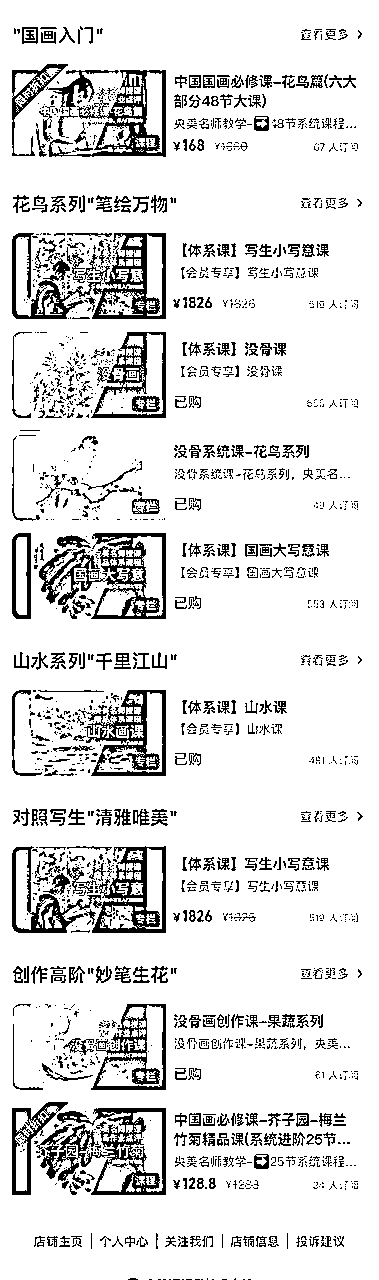 "国画入门"
查看更多
中国国画必修课-花鸟篇(六大
部分48节大课)
央美名师教学-➡48节系统课程...
¥168
67人订阅
花鸟系列"笔绘万物"
查看更多
写生小写意
专栏
【体系课】写生小写意课
【会员专享】写生小写意课
¥1826 ¥1826
519人订阅
没骨画
专栏
【体系课】没骨课
【会员专享】没骨课
已购
人订阅
专栏
没骨系统课-花鸟系列
没骨系统课-花鸟系列，央美名...
已购
人订阅
国画大写意
专栏
【体系课】国画大写意课
【会员专享】国画大写意课
已购
553人订阅
山水系列"千里江山"
查看更多
山水画课
专栏
【体系课】山水课
【会员专享】山水课
已购
481人订阅
对照写生"清雅唯美"
查看更多
写生小写意
专栏
【体系课】写生小写意课
【会员专享】写生小写意课
¥1826 ¥1826
519人订阅
创作高阶"妙笔生花"
查看更多
没骨画创作课
专栏
没骨画创作课-果蔬系列
没骨画创作课-果蔬系列，央美...
已购
61人订阅
芥子园-梅兰竹菊
中国画必修课-芥子园-梅兰
竹菊精品课(系统进阶25节...
央美名师教学-➡25节系统课程...
¥128.8 ¥1288
人订阅
店铺主页 | 个人中心 | 关注我们 | 店铺信息 | 投诉建议